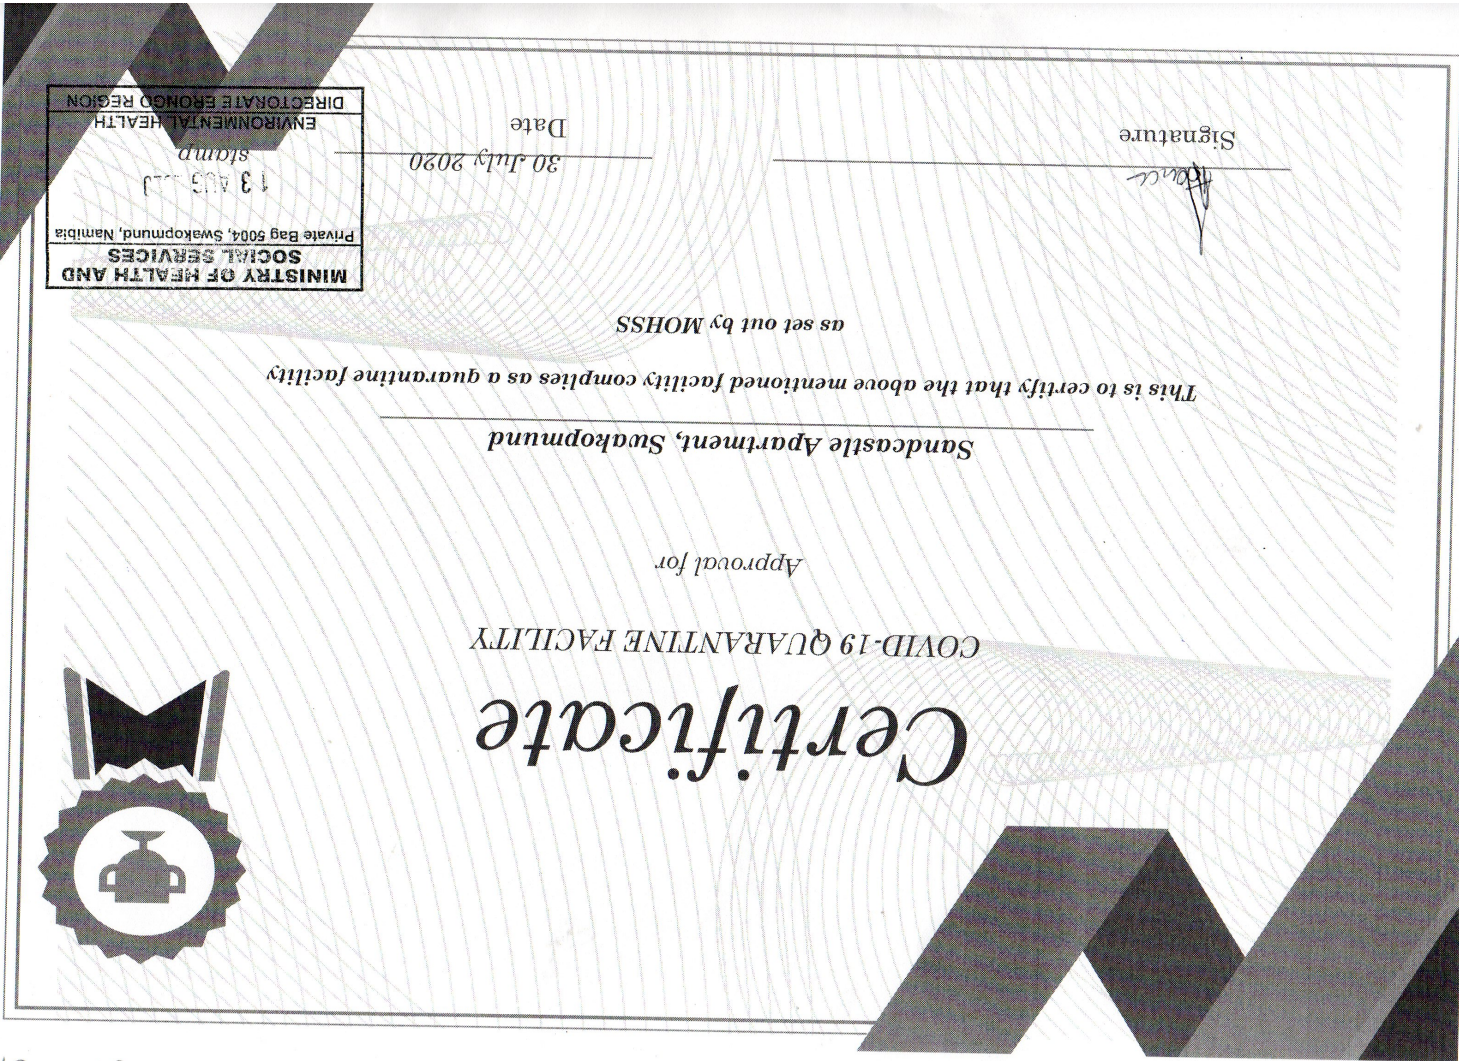 Certificate
COVID-19 QUARANTINE FACILITY
Approval for
Sandcastle Apartment, Swakopmund
This is to certify that the above mentioned facility complies as a quarantine facility
as set out by MOHSS
30 July 2020
Signature
Date
MINISTRY OF HEALTH AND
SOCIAL SERVICES
Private Bag 5004, Swakopmund, Namibia
13 AUG
stamp
ENVIRONMENTAL HEALTH
DIRECTORATE ERONGO REGION